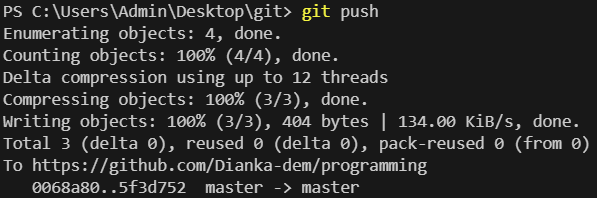 PS C:\Users\Admin\Desktop\git> git push
Enumerating objects: 4, done.
Counting objects: 100% (4/4), done.
Delta compression using up to 12 threads
Compressing objects: 100% (3/3), done.
Writing objects: 100% (3/3), 404 bytes | 134.00 KiB/s, done.
Total 3 (delta 0), reused 0 (delta 0), pack-reused 0 (from 0)
To https://github.com/Dianka-dem/programming
   0068a80..5f3d752  master -> master